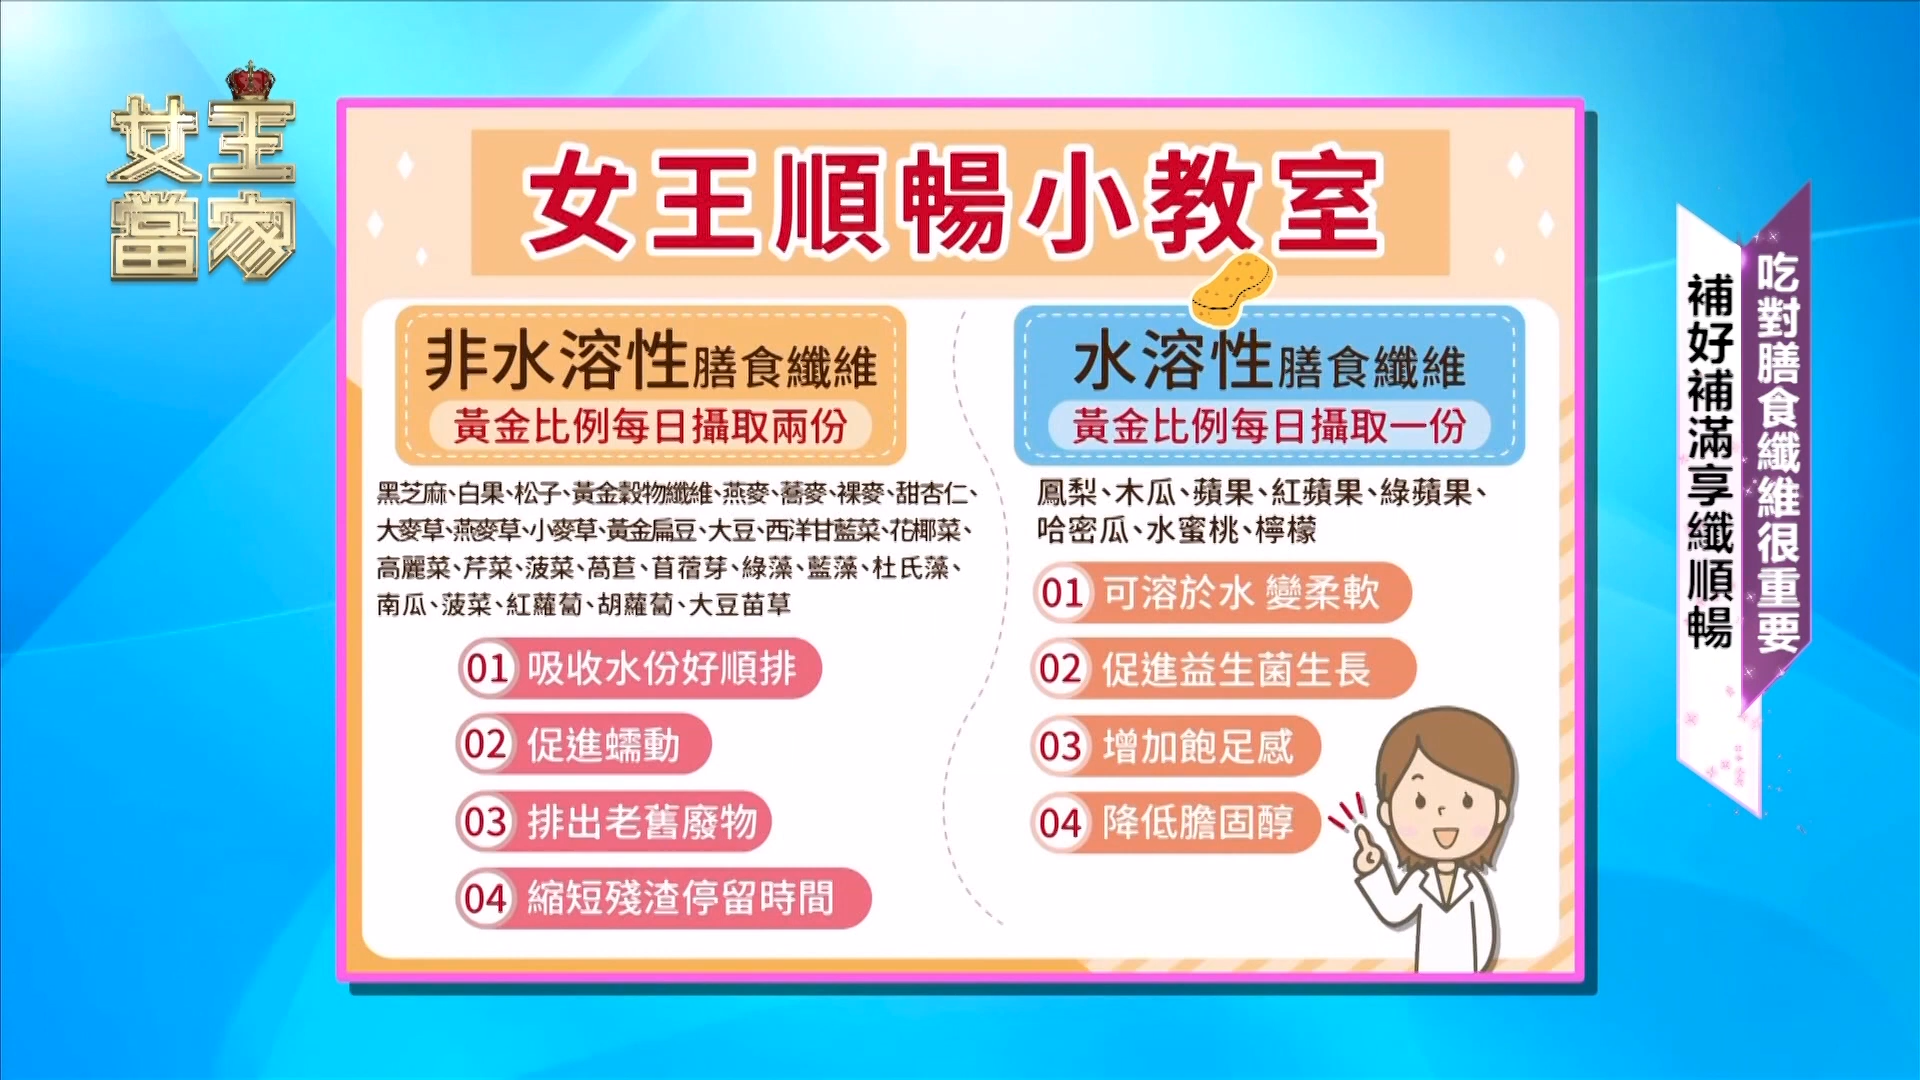 女王
當家
女王順暢小教室
非水溶性膳食纖維
黃金比例每日攝取兩份
黑芝麻、白果、松子、黃金穀物纖維、燕麥、蕎麥、裸麥、甜杏仁、
大麥草、燕麥草、小麥草、黃金扁豆、大豆、西洋甘藍菜、花椰菜、
高麗菜、芹菜、菠菜、萵苣、苜蓿芽、綠藻、藍藻、杜氏藻、
南瓜、菠菜、紅蘿蔔、胡蘿蔔、大豆苗草
01 吸收水份好順排
02 促進蠕動
03 排出老舊廢物
04 縮短殘渣停留時間
水溶性膳食纖維
黃金比例每日攝取一份
鳳梨、木瓜、蘋果、紅蘋果、綠蘋果、
哈密瓜、水蜜桃、檸檬
01 可溶於水 變柔軟
02 促進益生菌生長
03 增加飽足感
04 降低膽固醇
吃對膳食纖維很重要
補好補滿享纖順暢